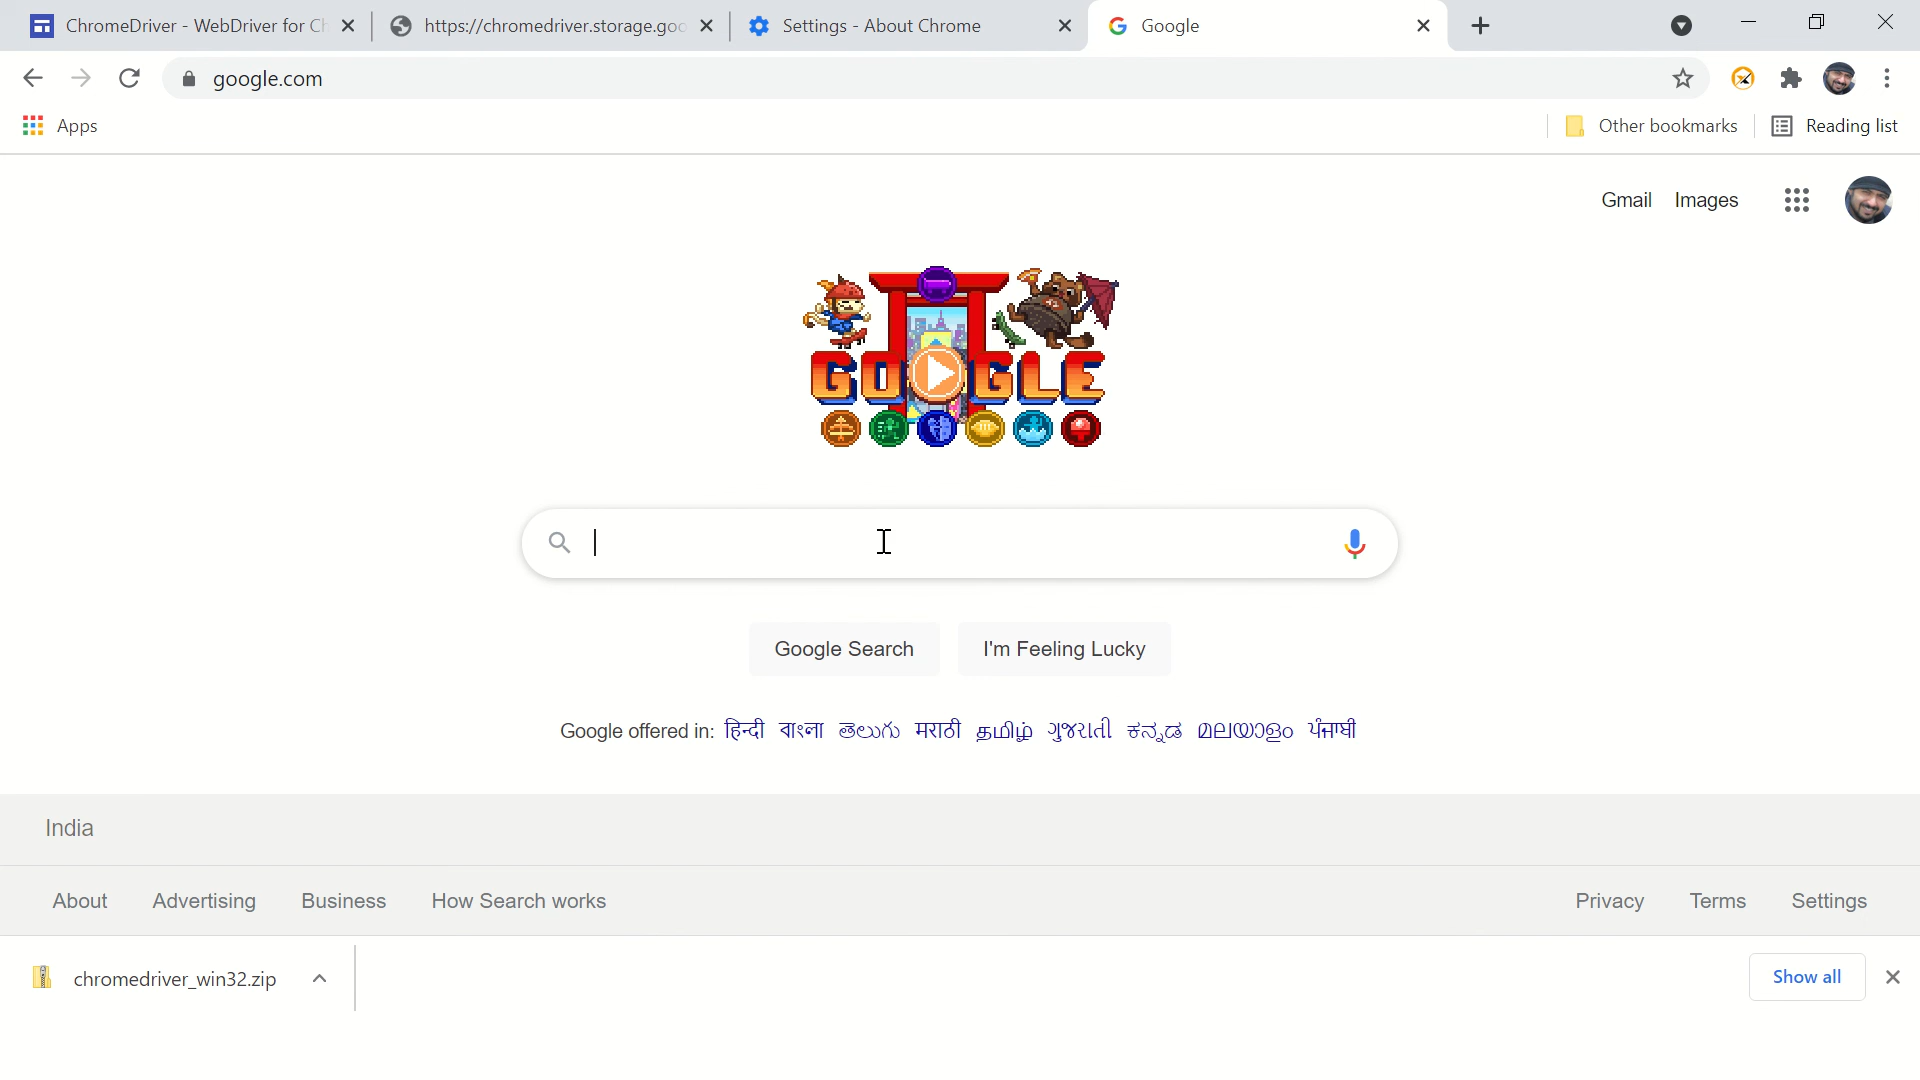 ChromeDriver - WebDriver for Ch
https://chromedriver.storage.goo
Settings - About Chrome
Google
google.com
Apps
Other bookmarks
Reading list
Gmail Images
GOOGLE
Google Search
I'm Feeling Lucky
Google offered in: हिन्दी বাংলা తెలుగు मराठी தமிழ் ગુજરાતી ಕನ್ನಡ മലയാളം ਪੰਜਾਬੀ
India
About Advertising Business How Search works
Privacy Terms Settings
chromedriver_win32.zip
Show all